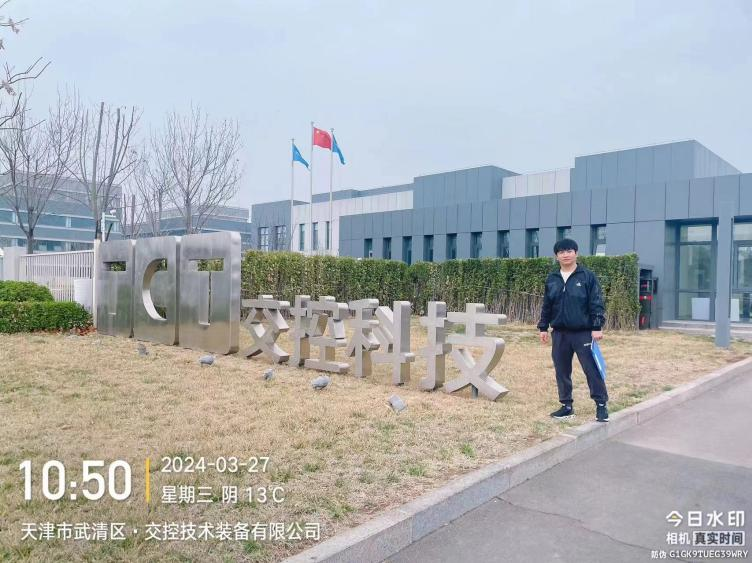 TCT
交控科技
10:50
2024-03-27
星期三 阴 13°C
天津市武清区·交控技术装备有限公司
今日水印
相机 真实时间
防伪 G1GK9TUEG39WRY